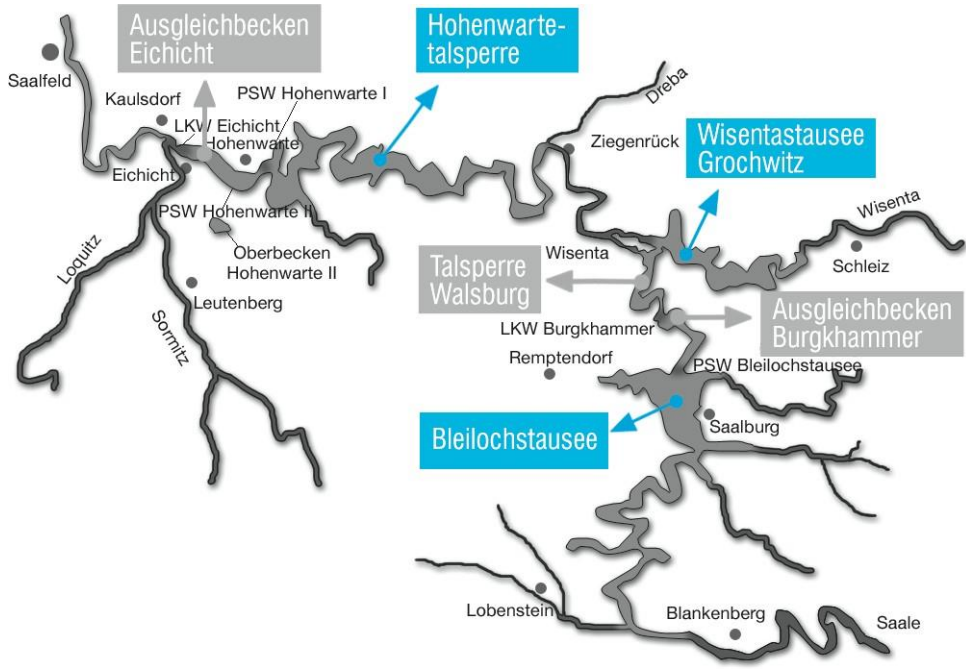 Ausgleichbecken
Eichicht
Hohenwarte-
talsperre
Saalfeld
Kaulsdorf
PSW Hohenwarte I
Dreba
LKW Eichicht
Hohenwarte
Ziegenrück
Wisentastausee
Grochwitz
Eichicht
PSW Hohenwarte II
Wisenta
Oberbecken
Hohenwarte II
Wisenta
Schleiz
Loquitz
Talsperre
Walsburg
Leutenberg
Sormitz
LKW Burgkhammer
Ausgleichbecken
Burgkhammer
Remptendorf
PSW Bleilochstausee
Bleilochstausee
Saalburg
Lobenstein
Blankenberg
Saale